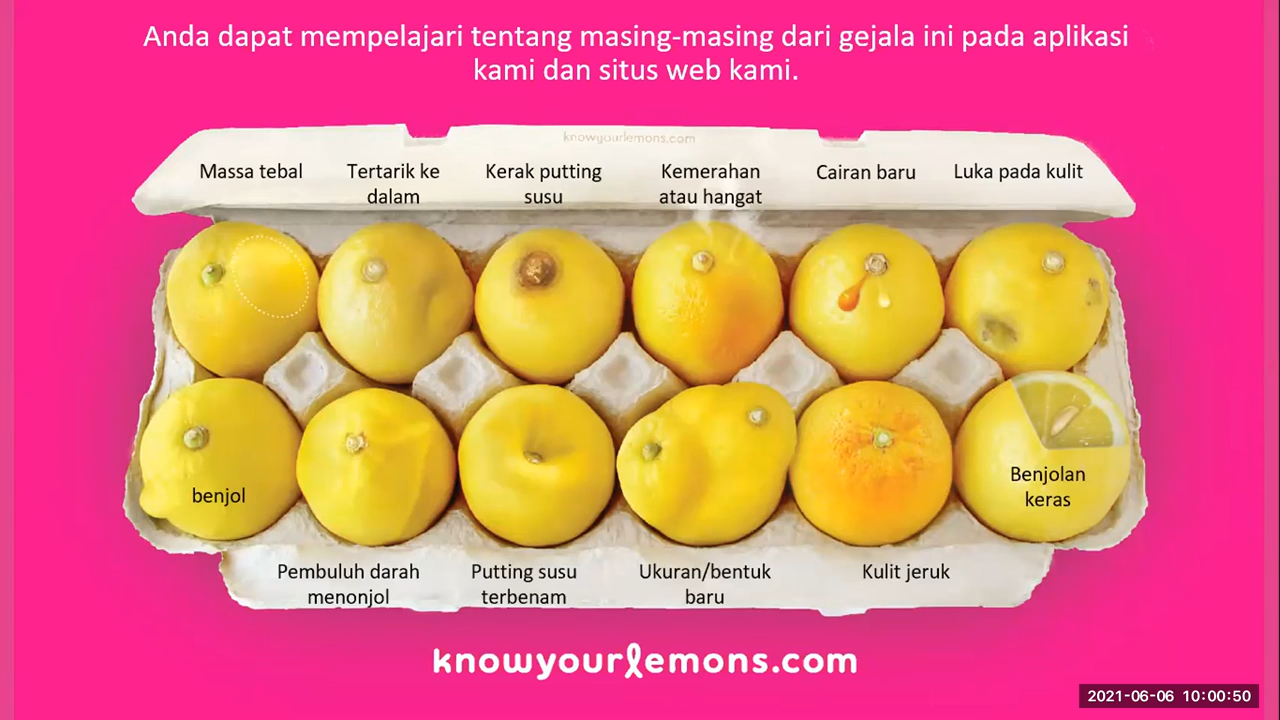 Anda dapat mempelajari tentang masing-masing dari gejala ini pada aplikasi
kami dan situs web kami.
knowyourlemons.com
Massa tebal
Tertarik ke
dalam
Kerak putting
susu
Kemerahan
atau hangat
Cairan baru
Luka pada kulit
benjol
Benjolan
keras
Pembuluh darah
menonjol
Putting susu
terbenam
Ukuran/bentuk
baru
Kulit jeruk
knowyourlemons.com
2021-06-06 10:00:50